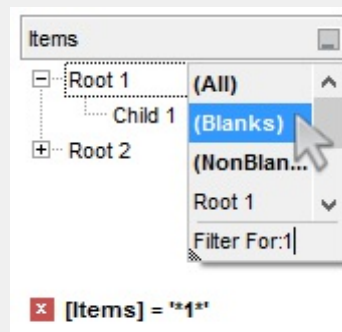 Items
Root 1
Child 1
Root 2
(All)
(Blanks)
(NonBlan...
Root 1
Filter For:1
[Items] = '*1*'